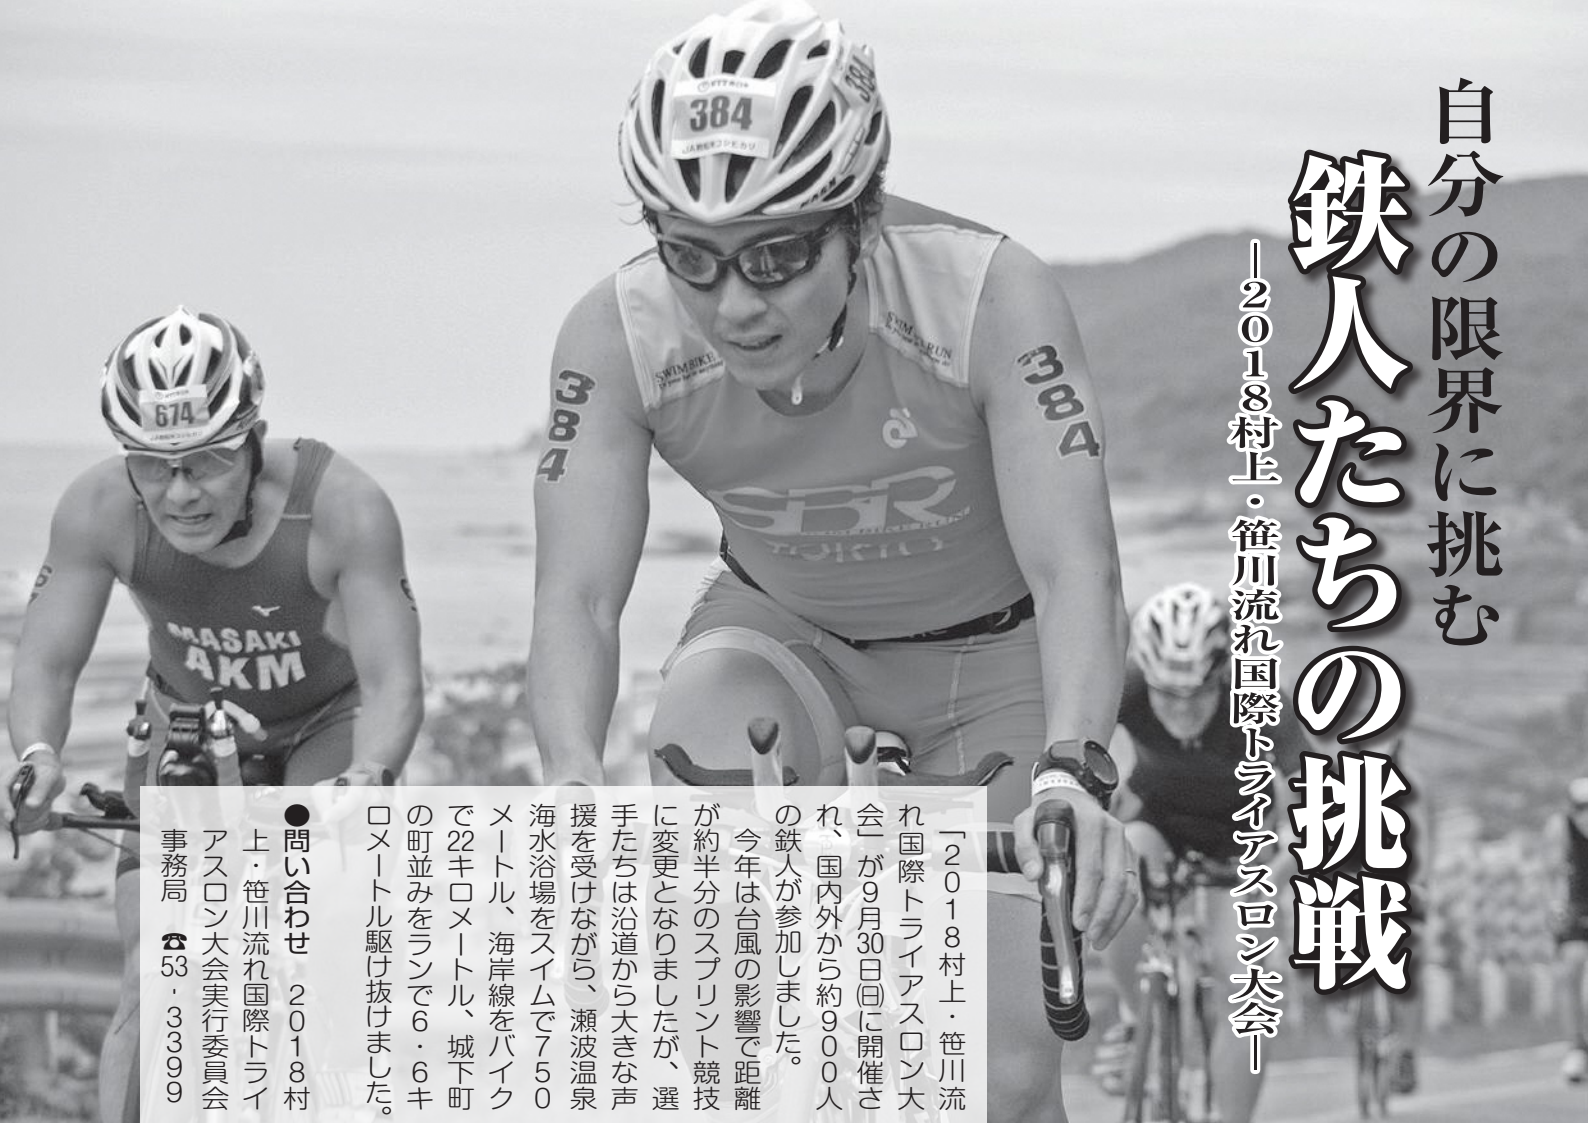 自分の限界に挑む
鉄人たちの挑戦
―2018村上・笹川流れ国際トライアスロン大会―
「2018村上・笹川流
れ国際トライアスロン大
会」が9月30日㈰に開催さ
れ、国内外から約900人
の鉄人が参加しました。
今年は台風の影響で距離
が約半分のスプリント競技
に変更となりましたが、選
手たちは沿道から大きな声
援を受けながら、瀬波温泉
海水浴場をスイムで750
メートル、海岸線をバイク
で22キロメートル、城下町
の町並みをランで6・6キ
ロメートル駆け抜けました。
●問い合わせ 2018村
上・笹川流れ国際トライ
アスロン大会実行委員会
事務局 ☎53-3399
384
384
384
384
SWIM BIKE
RUN
SBR
TOKYO
674
MASAKI
AKM